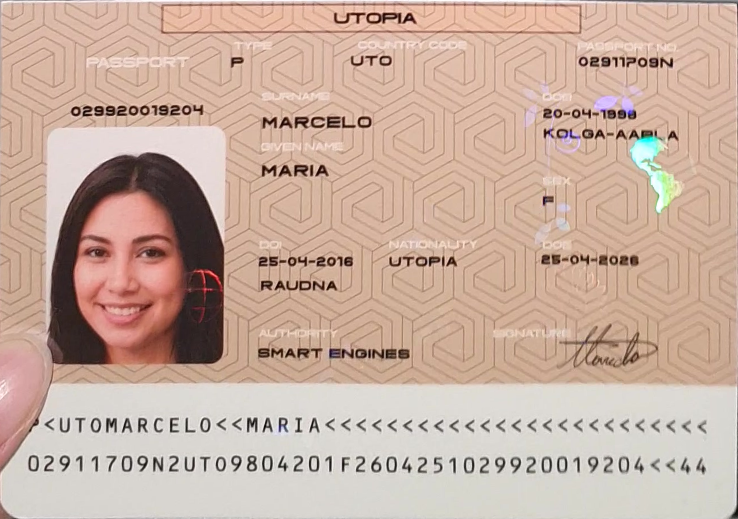 UTOPIA
TYPE COUNTRY CODE PASSPORT NO.
PASSPORT P UTO 02911709N
029920019204
SURNAME
MARCELO
20-04-1998
KOLGA-AABLA
GIVEN NAME
MARIA
SEX
F
DOI NATIONALITY DOE
25-04-2016 UTOPIA 25-04-2026
RAUDNA
AUTHORITY SIGNATURE
SMART ENGINES Marcelo
P<UTOMARCELO<<MARIA<<<<<<<<<<<<<<<<<<<<<<<<<
02911709N2UTO9804201F2604251029920019204<<44